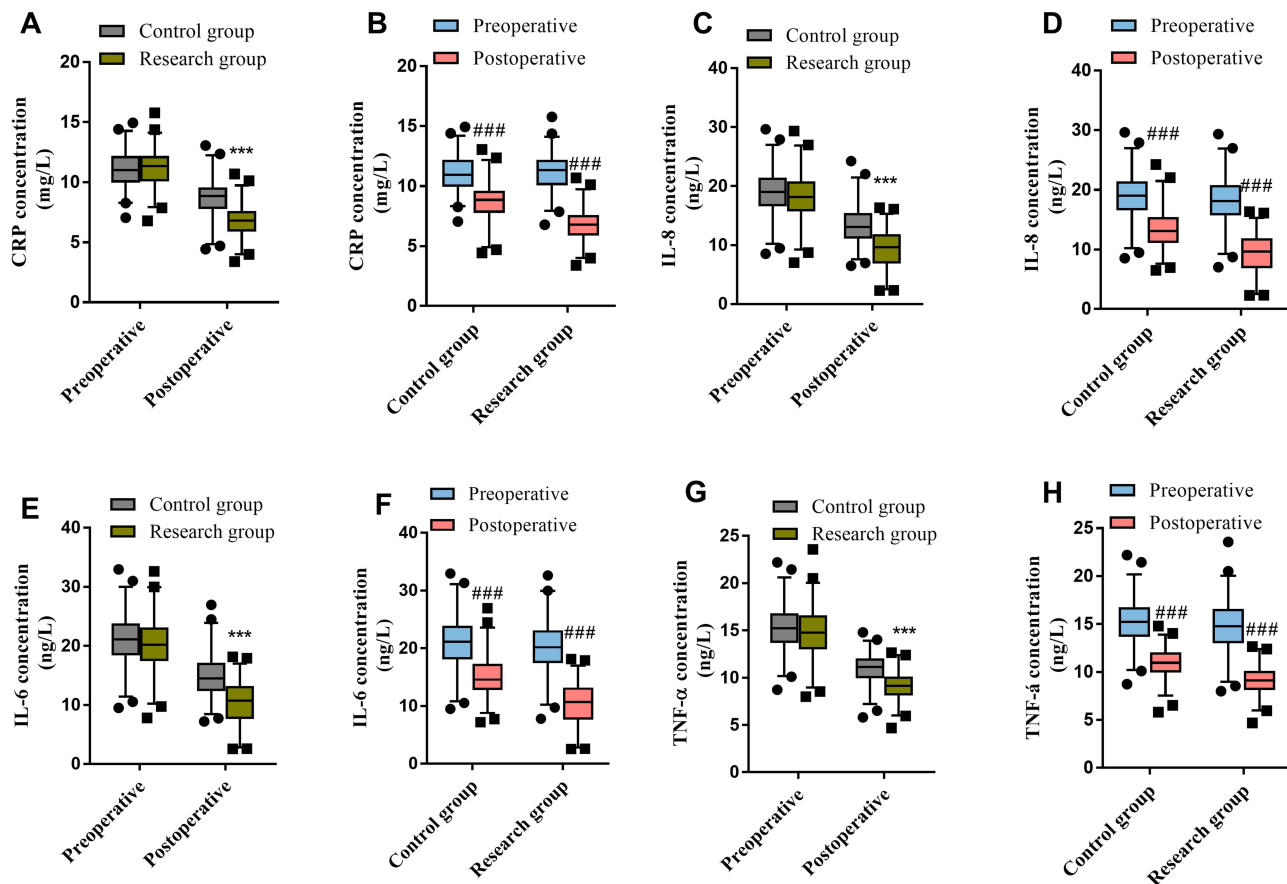 A
Control group
Research group
CRP concentration
(mg/L)
20
15
10
5
0
***
Preoperative
Postoperative
B
Preoperative
Postoperative
CRP concentration
(mg/L)
20
15
10
5
0
###
###
Control group
Research group
C
Control group
Research group
IL-8 concentration
(ng/L)
40
30
20
10
0
***
Preoperative
Postoperative
D
Preoperative
Postoperative
IL-8 concentration
(ng/L)
40
30
20
10
0
###
###
Control group
Research group
E
Control group
Research group
IL-6 concentration
(ng/L)
40
30
20
10
0
***
Preoperative
Postoperative
F
Preoperative
Postoperative
IL-6 concentration
(ng/L)
40
30
20
10
0
###
###
Control group
Research group
G
Control group
Research group
TNF-α concentration
(ng/L)
25
20
15
10
5
0
***
Preoperative
Postoperative
H
Preoperative
Postoperative
TNF-á concentration
(ng/L)
25
20
15
10
5
0
###
###
Control group
Research group